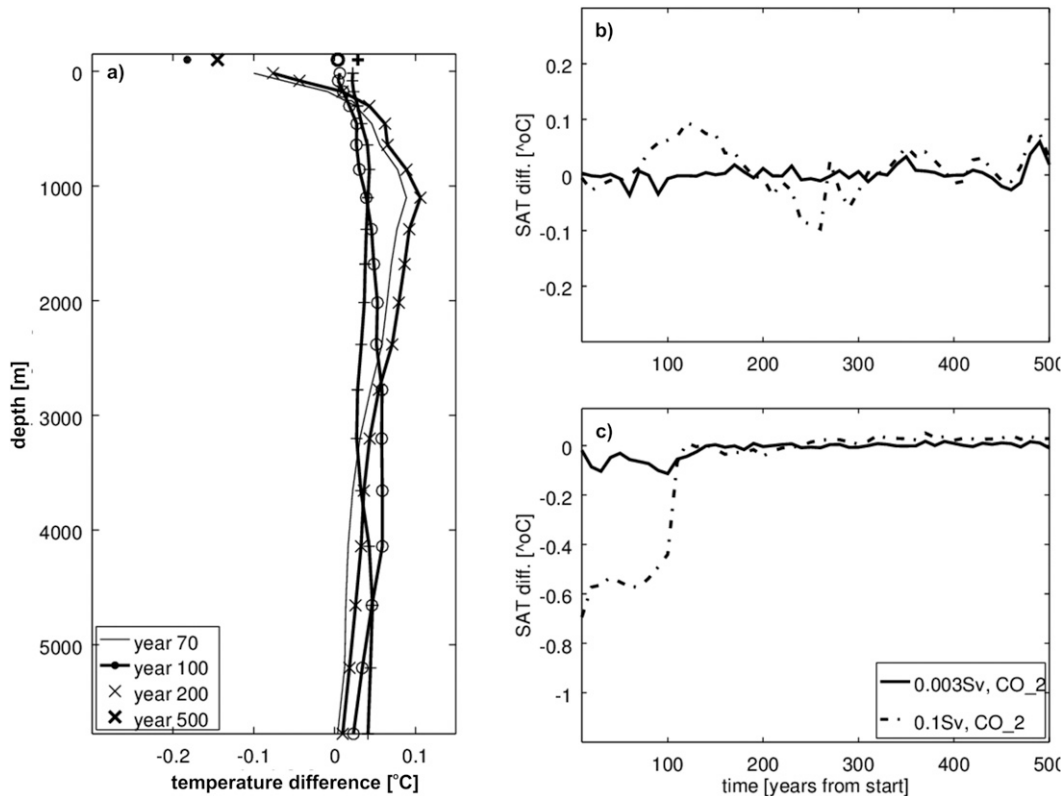 a)
0
1000
2000
3000
4000
5000
depth [m]
year 70
year 100
year 200
year 500
-0.2
-0.1
0
0.1
temperature difference [°C]
b)
0.2
0.1
0
-0.1
-0.2
SAT diff. [^oC]
100
200
300
400
500
c)
0
-0.2
-0.4
-0.6
-0.8
-1
SAT diff. [^oC]
0.003Sv, CO_2
0.1Sv, CO_2
100
200
300
400
500
time [years from start]